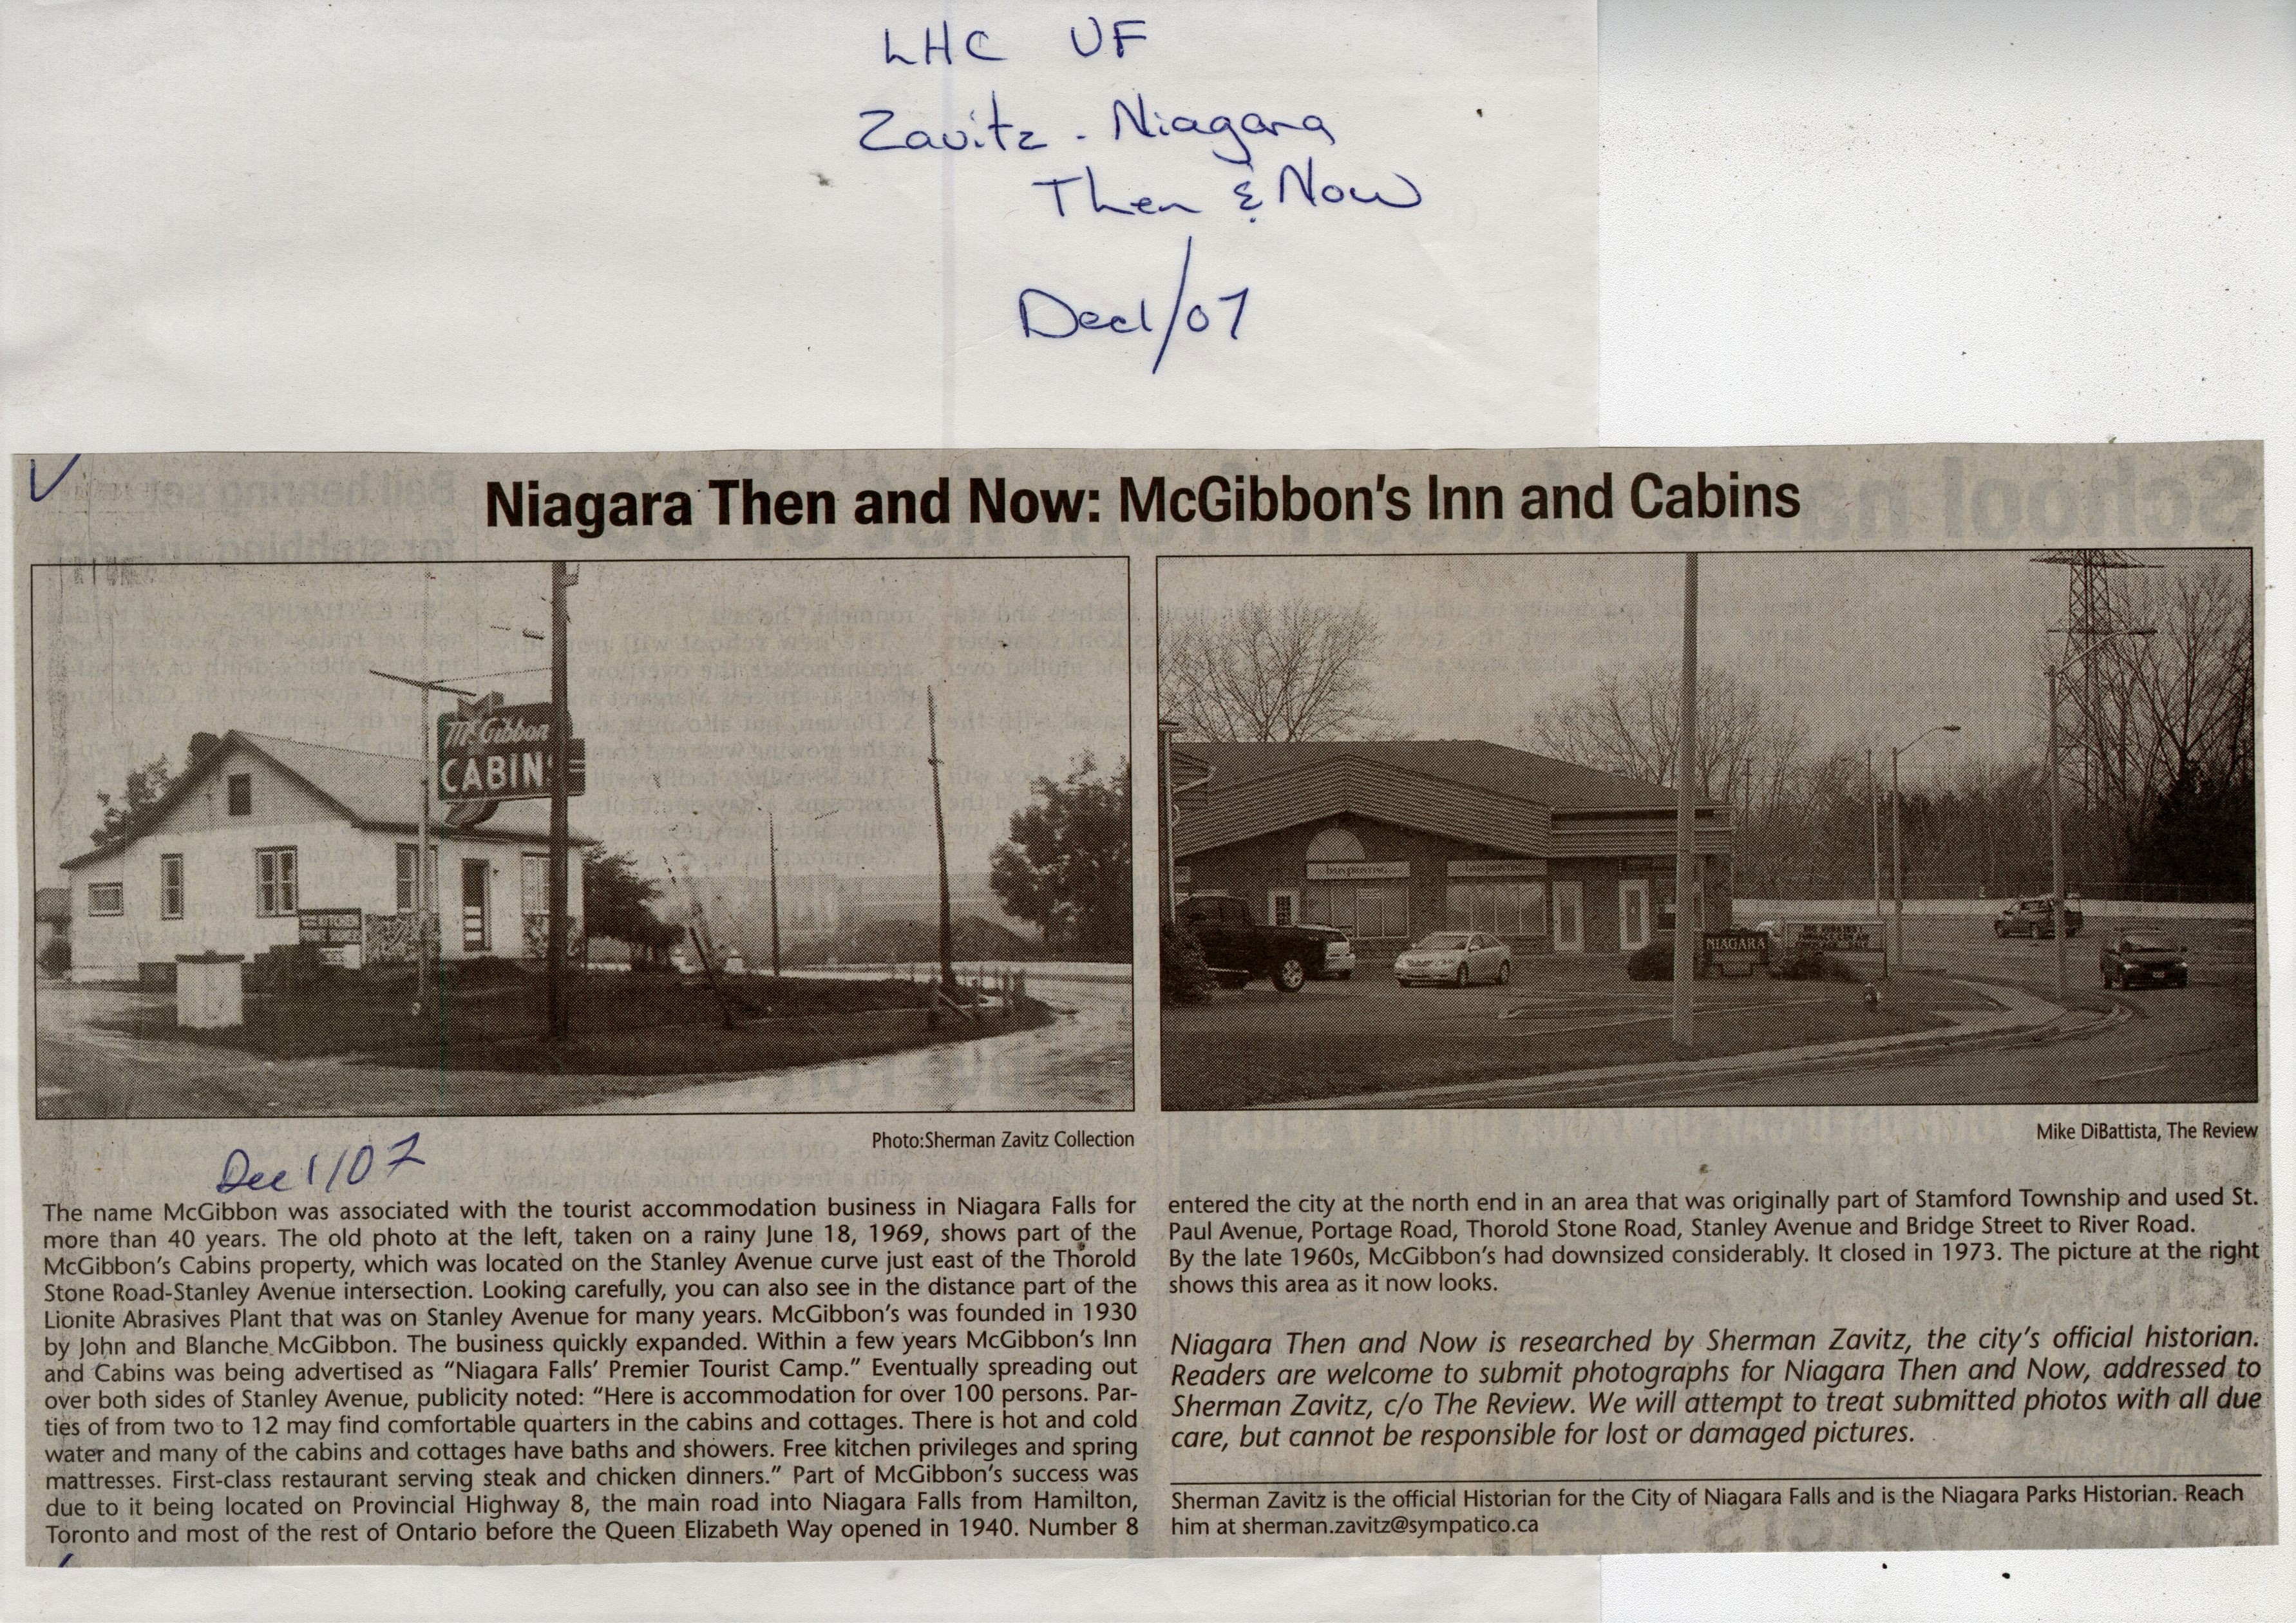 LHC VF
Zavitz - Niagara
Then & Now
Dec 1/07
Niagara Then and Now: McGibbon's Inn and Cabins
McGibbon
CABINS
NIAGARA
Photo:Sherman Zavitz Collection
Mike DiBattista, The Review
Dec 1/07
The name McGibbon was associated with the tourist accommodation business in Niagara Falls for
more than 40 years. The old photo at the left, taken on a rainy June 18, 1969, shows part of the
McGibbon's Cabins property, which was located on the Stanley Avenue curve just east of the Thorold
Stone Road-Stanley Avenue intersection. Looking carefully, you can also see in the distance part of the
Lionite Abrasives Plant that was on Stanley Avenue for many years. McGibbon's was founded in 1930
by John and Blanche McGibbon. The business quickly expanded. Within a few years McGibbon's Inn
and Cabins was being advertised as “Niagara Falls’ Premier Tourist Camp.” Eventually spreading out
over both sides of Stanley Avenue, publicity noted: “Here is accommodation for over 100 persons. Par-
ties of from two to 12 may find comfortable quarters in the cabins and cottages. There is hot and cold
water and many of the cabins and cottages have baths and showers. Free kitchen privileges and spring
mattresses. First-class restaurant serving steak and chicken dinners.” Part of McGibbon's success was
due to it being located on Provincial Highway 8, the main road into Niagara Falls from Hamilton,
Toronto and most of the rest of Ontario before the Queen Elizabeth Way opened in 1940. Number 8
entered the city at the north end in an area that was originally part of Stamford Township and used St.
Paul Avenue, Portage Road, Thorold Stone Road, Stanley Avenue and Bridge Street to River Road.
By the late 1960s, McGibbon's had downsized considerably. It closed in 1973. The picture at the right
shows this area as it now looks.
Niagara Then and Now is researched by Sherman Zavitz, the city's official historian.
Readers are welcome to submit photographs for Niagara Then and Now, addressed to
Sherman Zavitz, c/o The Review. We will attempt to treat submitted photos with all due
care, but cannot be responsible for lost or damaged pictures.
Sherman Zavitz is the official Historian for the City of Niagara Falls and is the Niagara Parks Historian. Reach
him at sherman.zavitz@sympatico.ca